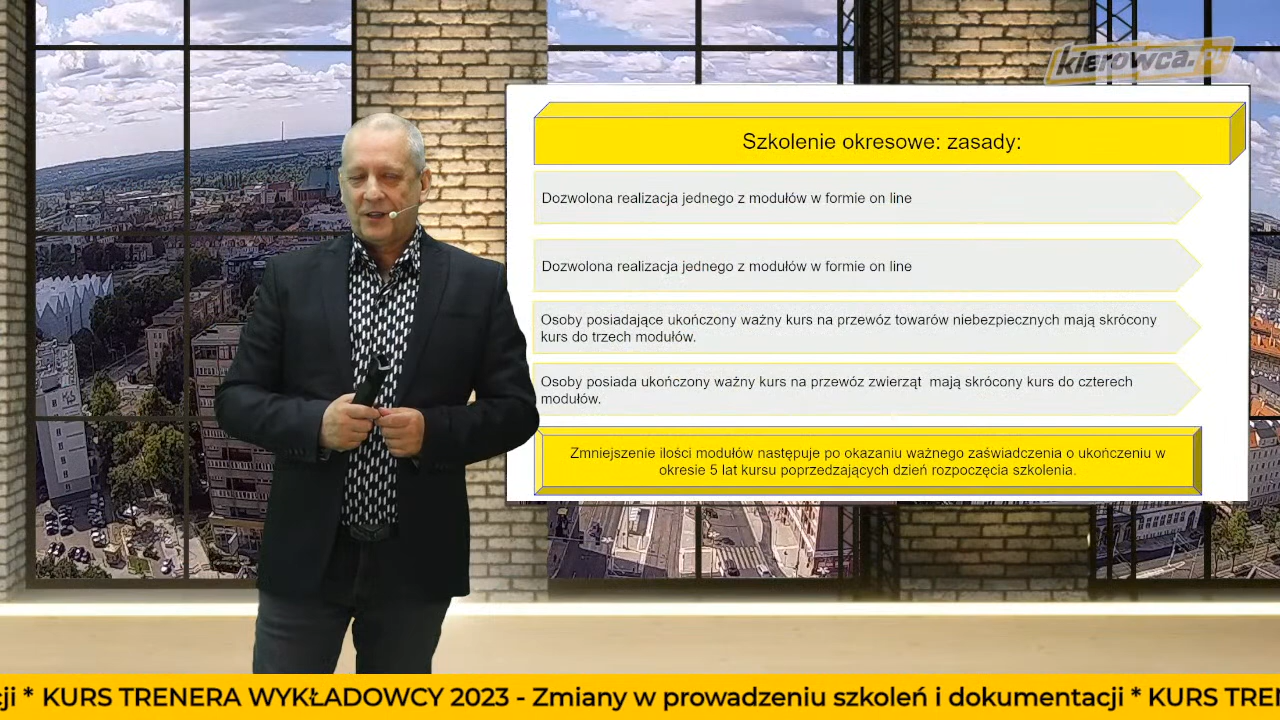 kierowca.PL
Szkolenie okresowe: zasady:
Dozwolona realizacja jednego z modułów w formie on line
Dozwolona realizacja jednego z modułów w formie on line
Osoby posiadające ukończony ważny kurs na przewóz towarów niebezpiecznych mają skrócony
kurs do trzech modułów.
Osoby posiada ukończony ważny kurs na przewóz zwierząt  mają skrócony kurs do czterech
modułów.
Zmniejszenie ilości modułów następuje po okazaniu ważnego zaświadczenia o ukończeniu w
okresie 5 lat kursu poprzedzających dzień rozpoczęcia szkolenia.
ji * KURS TRENERA WYKŁADOWCY 2023 - Zmiany w prowadzeniu szkoleń i dokumentacji * KURS TREN